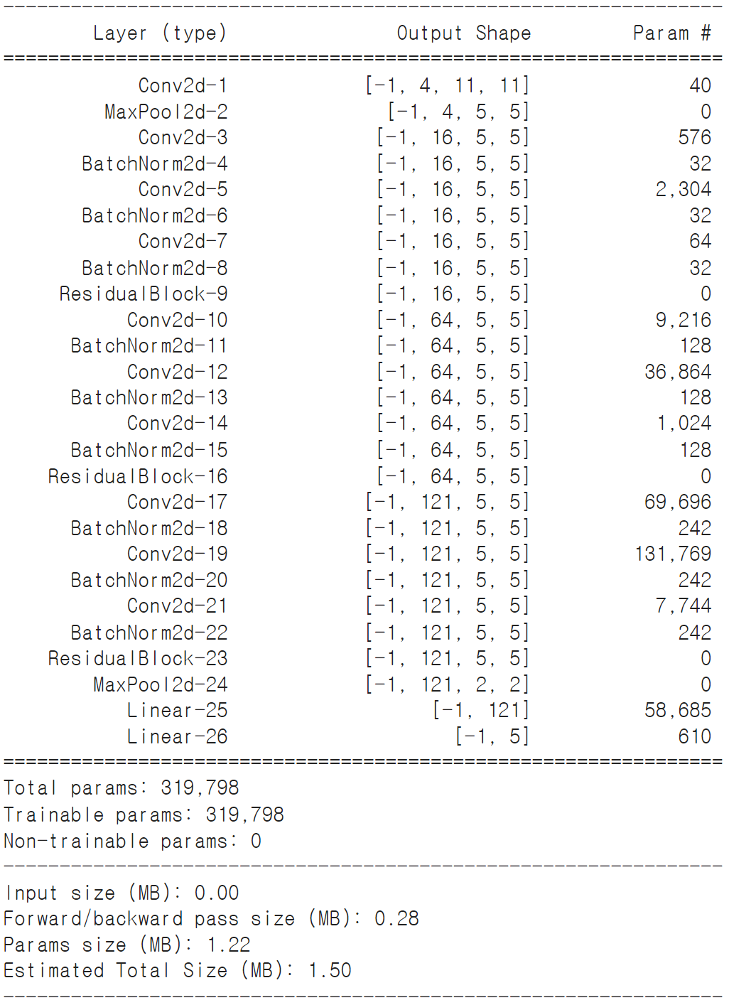 ----------------------------------------------------------------
Layer (type) Output Shape Param #
================================================================
Conv2d-1 [-1, 4, 11, 11] 40
MaxPool2d-2 [-1, 4, 5, 5] 0
Conv2d-3 [-1, 16, 5, 5] 576
BatchNorm2d-4 [-1, 16, 5, 5] 32
Conv2d-5 [-1, 16, 5, 5] 2,304
BatchNorm2d-6 [-1, 16, 5, 5] 32
Conv2d-7 [-1, 16, 5, 5] 64
BatchNorm2d-8 [-1, 16, 5, 5] 32
ResidualBlock-9 [-1, 16, 5, 5] 0
Conv2d-10 [-1, 64, 5, 5] 9,216
BatchNorm2d-11 [-1, 64, 5, 5] 128
Conv2d-12 [-1, 64, 5, 5] 36,864
BatchNorm2d-13 [-1, 64, 5, 5] 128
Conv2d-14 [-1, 64, 5, 5] 1,024
BatchNorm2d-15 [-1, 64, 5, 5] 128
ResidualBlock-16 [-1, 64, 5, 5] 0
Conv2d-17 [-1, 121, 5, 5] 69,696
BatchNorm2d-18 [-1, 121, 5, 5] 242
Conv2d-19 [-1, 121, 5, 5] 131,769
BatchNorm2d-20 [-1, 121, 5, 5] 242
Conv2d-21 [-1, 121, 5, 5] 7,744
BatchNorm2d-22 [-1, 121, 5, 5] 242
ResidualBlock-23 [-1, 121, 5, 5] 0
MaxPool2d-24 [-1, 121, 2, 2] 0
Linear-25 [-1, 121] 58,685
Linear-26 [-1, 5] 610
================================================================
Total params: 319,798
Trainable params: 319,798
Non-trainable params: 0
----------------------------------------------------------------
Input size (MB): 0.00
Forward/backward pass size (MB): 0.28
Params size (MB): 1.22
Estimated Total Size (MB): 1.50
----------------------------------------------------------------